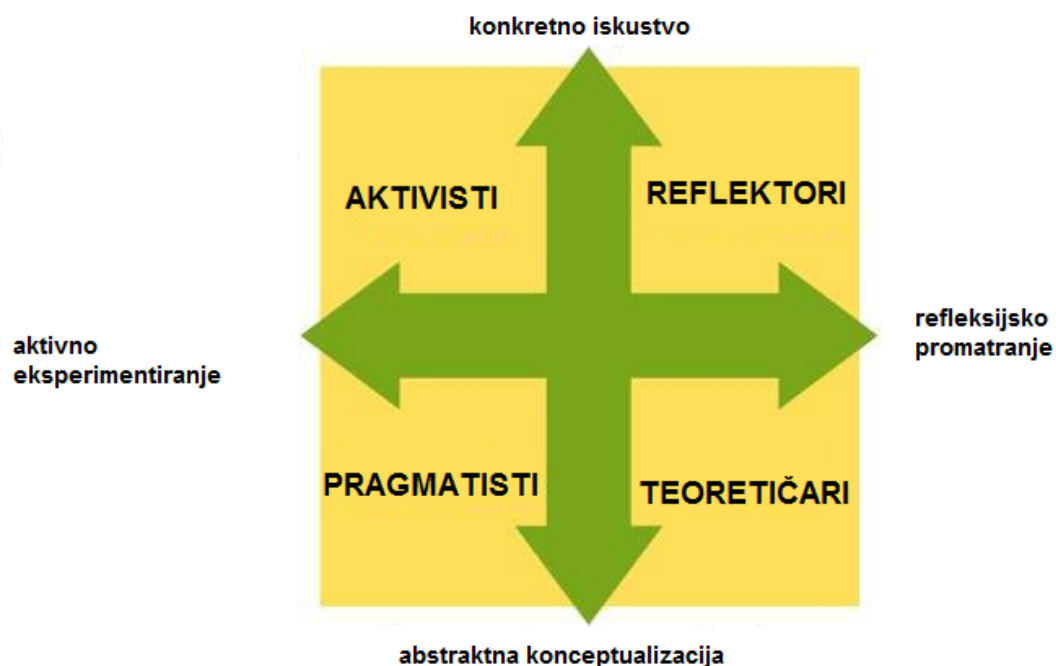 konkretno iskustvo
AKTIVISTI
REFLEKTORI
aktivno
eksperimentiranje
refleksijsko
promatranje
PRAGMATISTI
TEORETIČARI
abstraktna konceptualizacija